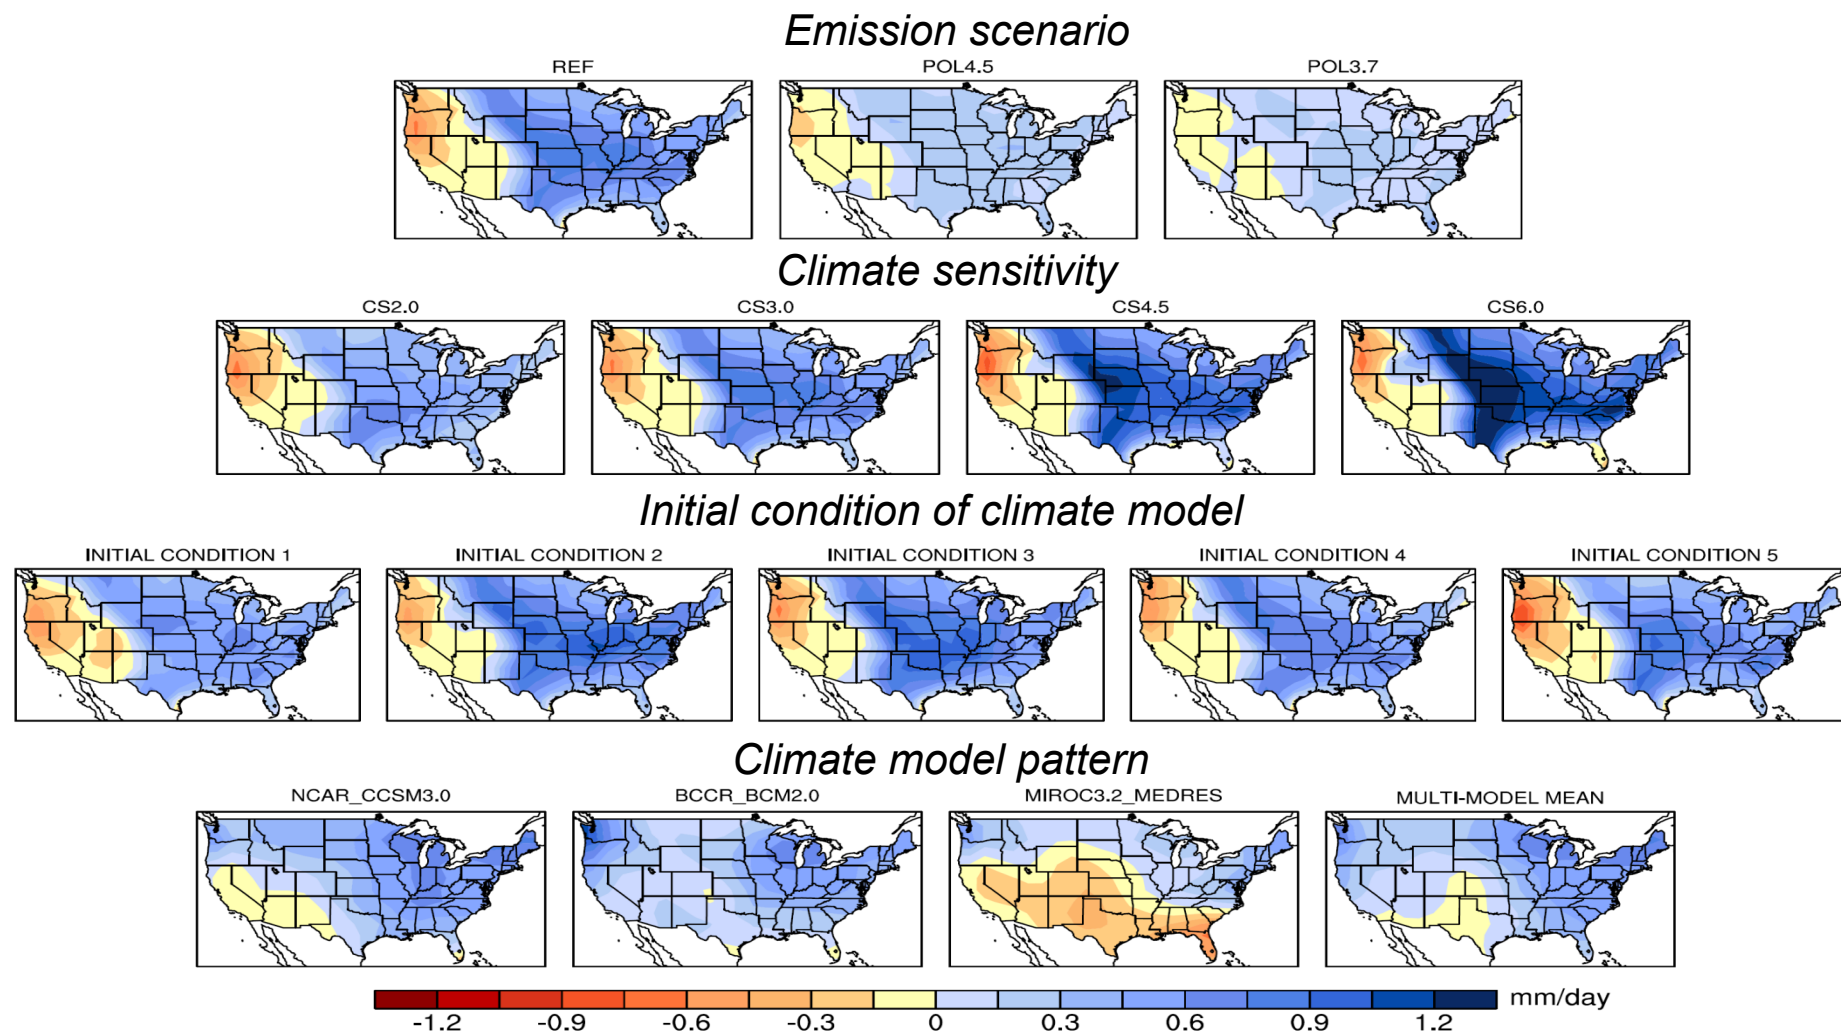 Emission scenario
REF POL4.5 POL3.7
Climate sensitivity
CS2.0 CS3.0 CS4.5 CS6.0
Initial condition of climate model
INITIAL CONDITION 1 INITIAL CONDITION 2 INITIAL CONDITION 3 INITIAL CONDITION 4 INITIAL CONDITION 5
Climate model pattern
NCAR_CCSM3.0 BCCR_BCM2.0 MIROC3.2_MEDRES MULTI-MODEL MEAN
mm/day
-1.2 -0.9 -0.6 -0.3 0 0.3 0.6 0.9 1.2